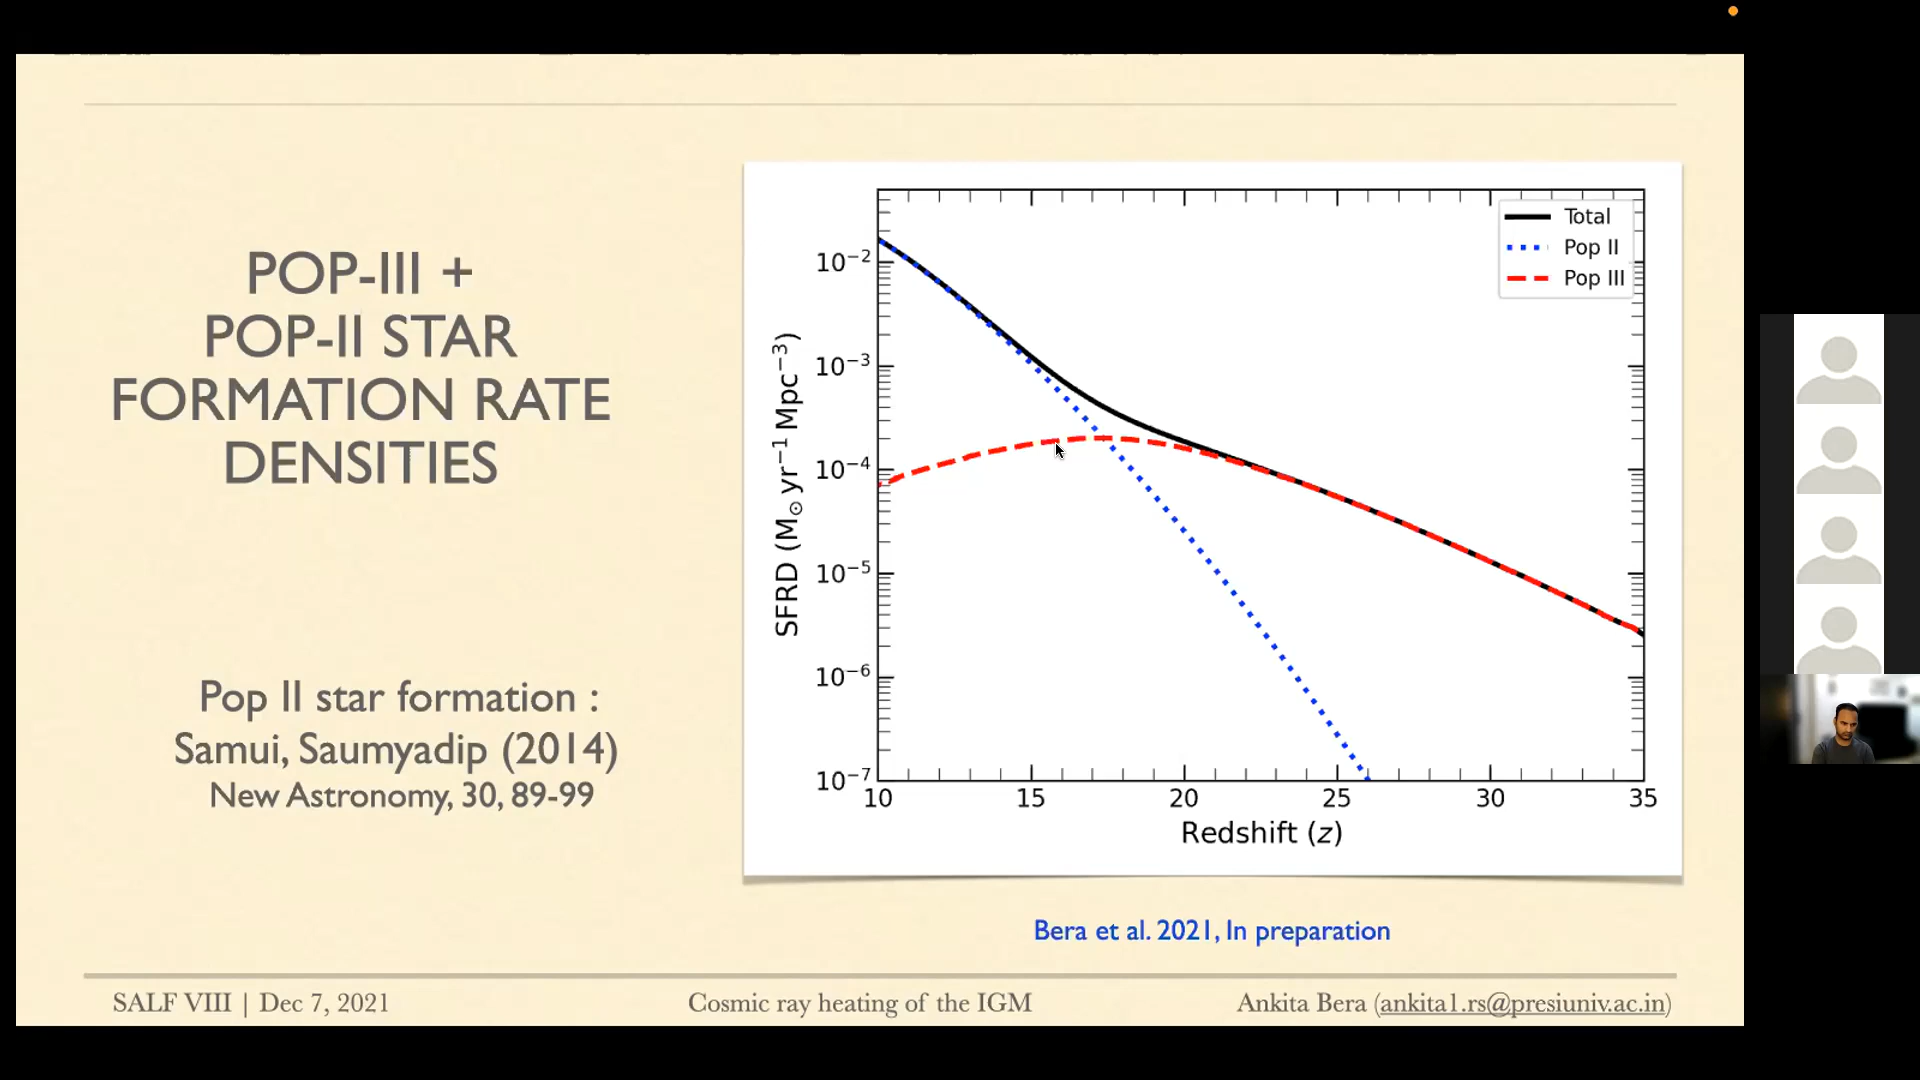 POP-III +
POP-II STAR
FORMATION RATE
DENSITIES
Pop II star formation :
Samui, Saumyadip (2014)
New Astronomy, 30, 89-99
SFRD (M⊙ yr⁻¹ Mpc⁻³)
10⁻²
10⁻³
10⁻⁴
10⁻⁵
10⁻⁶
10⁻⁷
10 15 20 25 30 35
Redshift (z)
Total
Pop II
Pop III
Bera et al. 2021, In preparation
SALF VIII | Dec 7, 2021 Cosmic ray heating of the IGM Ankita Bera (ankita1.rs@presiuniv.ac.in)